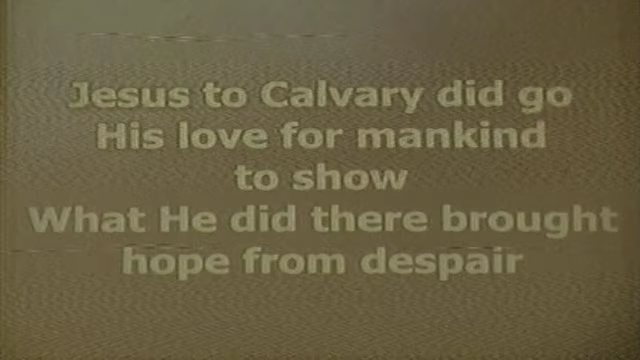 Jesus to Calvary did go
His love for mankind
to show
What He did there brought
hope from despair